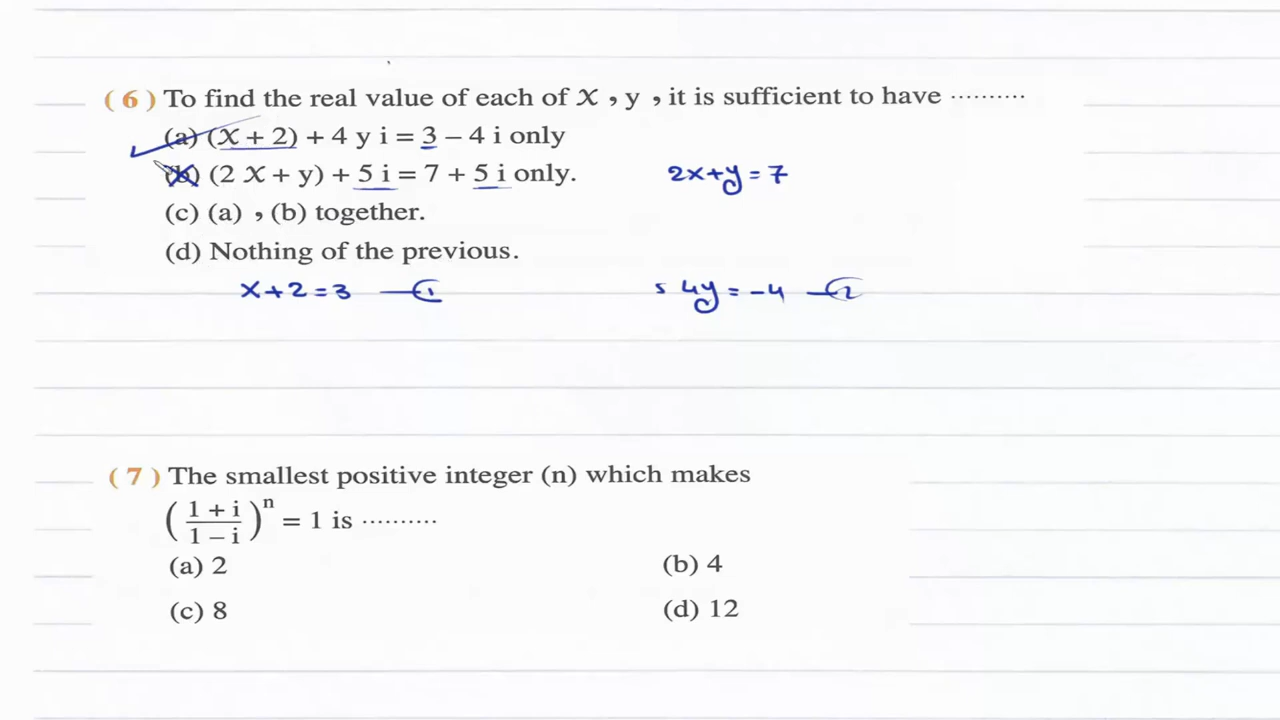 ( 6 ) To find the real value of each of X , y , it is sufficient to have ..........
(a) (X + 2) + 4 y i = 3 – 4 i only
(b) (2 X + y) + 5 i = 7 + 5 i only. 2x+y=7
(c) (a) , (b) together.
(d) Nothing of the previous.
x+2=3 —1 , 4y=-4 —2
( 7 ) The smallest positive integer (n) which makes
( 1 + i / 1 – i )^n = 1 is ..........
(a) 2 (b) 4
(c) 8 (d) 12